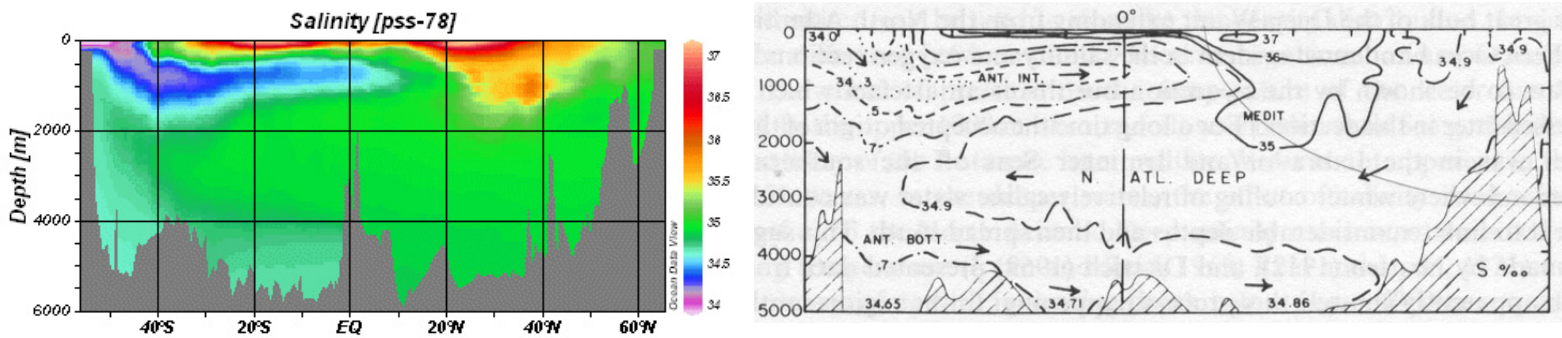 Salinity [pss-78]
0
2000
4000
6000
Depth [m]
40°S
20°S
EQ
20°N
40°N
60°N
37
36.5
36
35.5
35
34.5
34
Ocean Data View
0°
0
1000
2000
3000
4000
5000
34.0
37
36
34.9
34.9
34.3
ANT. INT.
.5
.7
MEDIT
35
N. ATL. DEEP
34.9
ANT. BOTT.
.7
34.65
34.71
34.86
S ‰